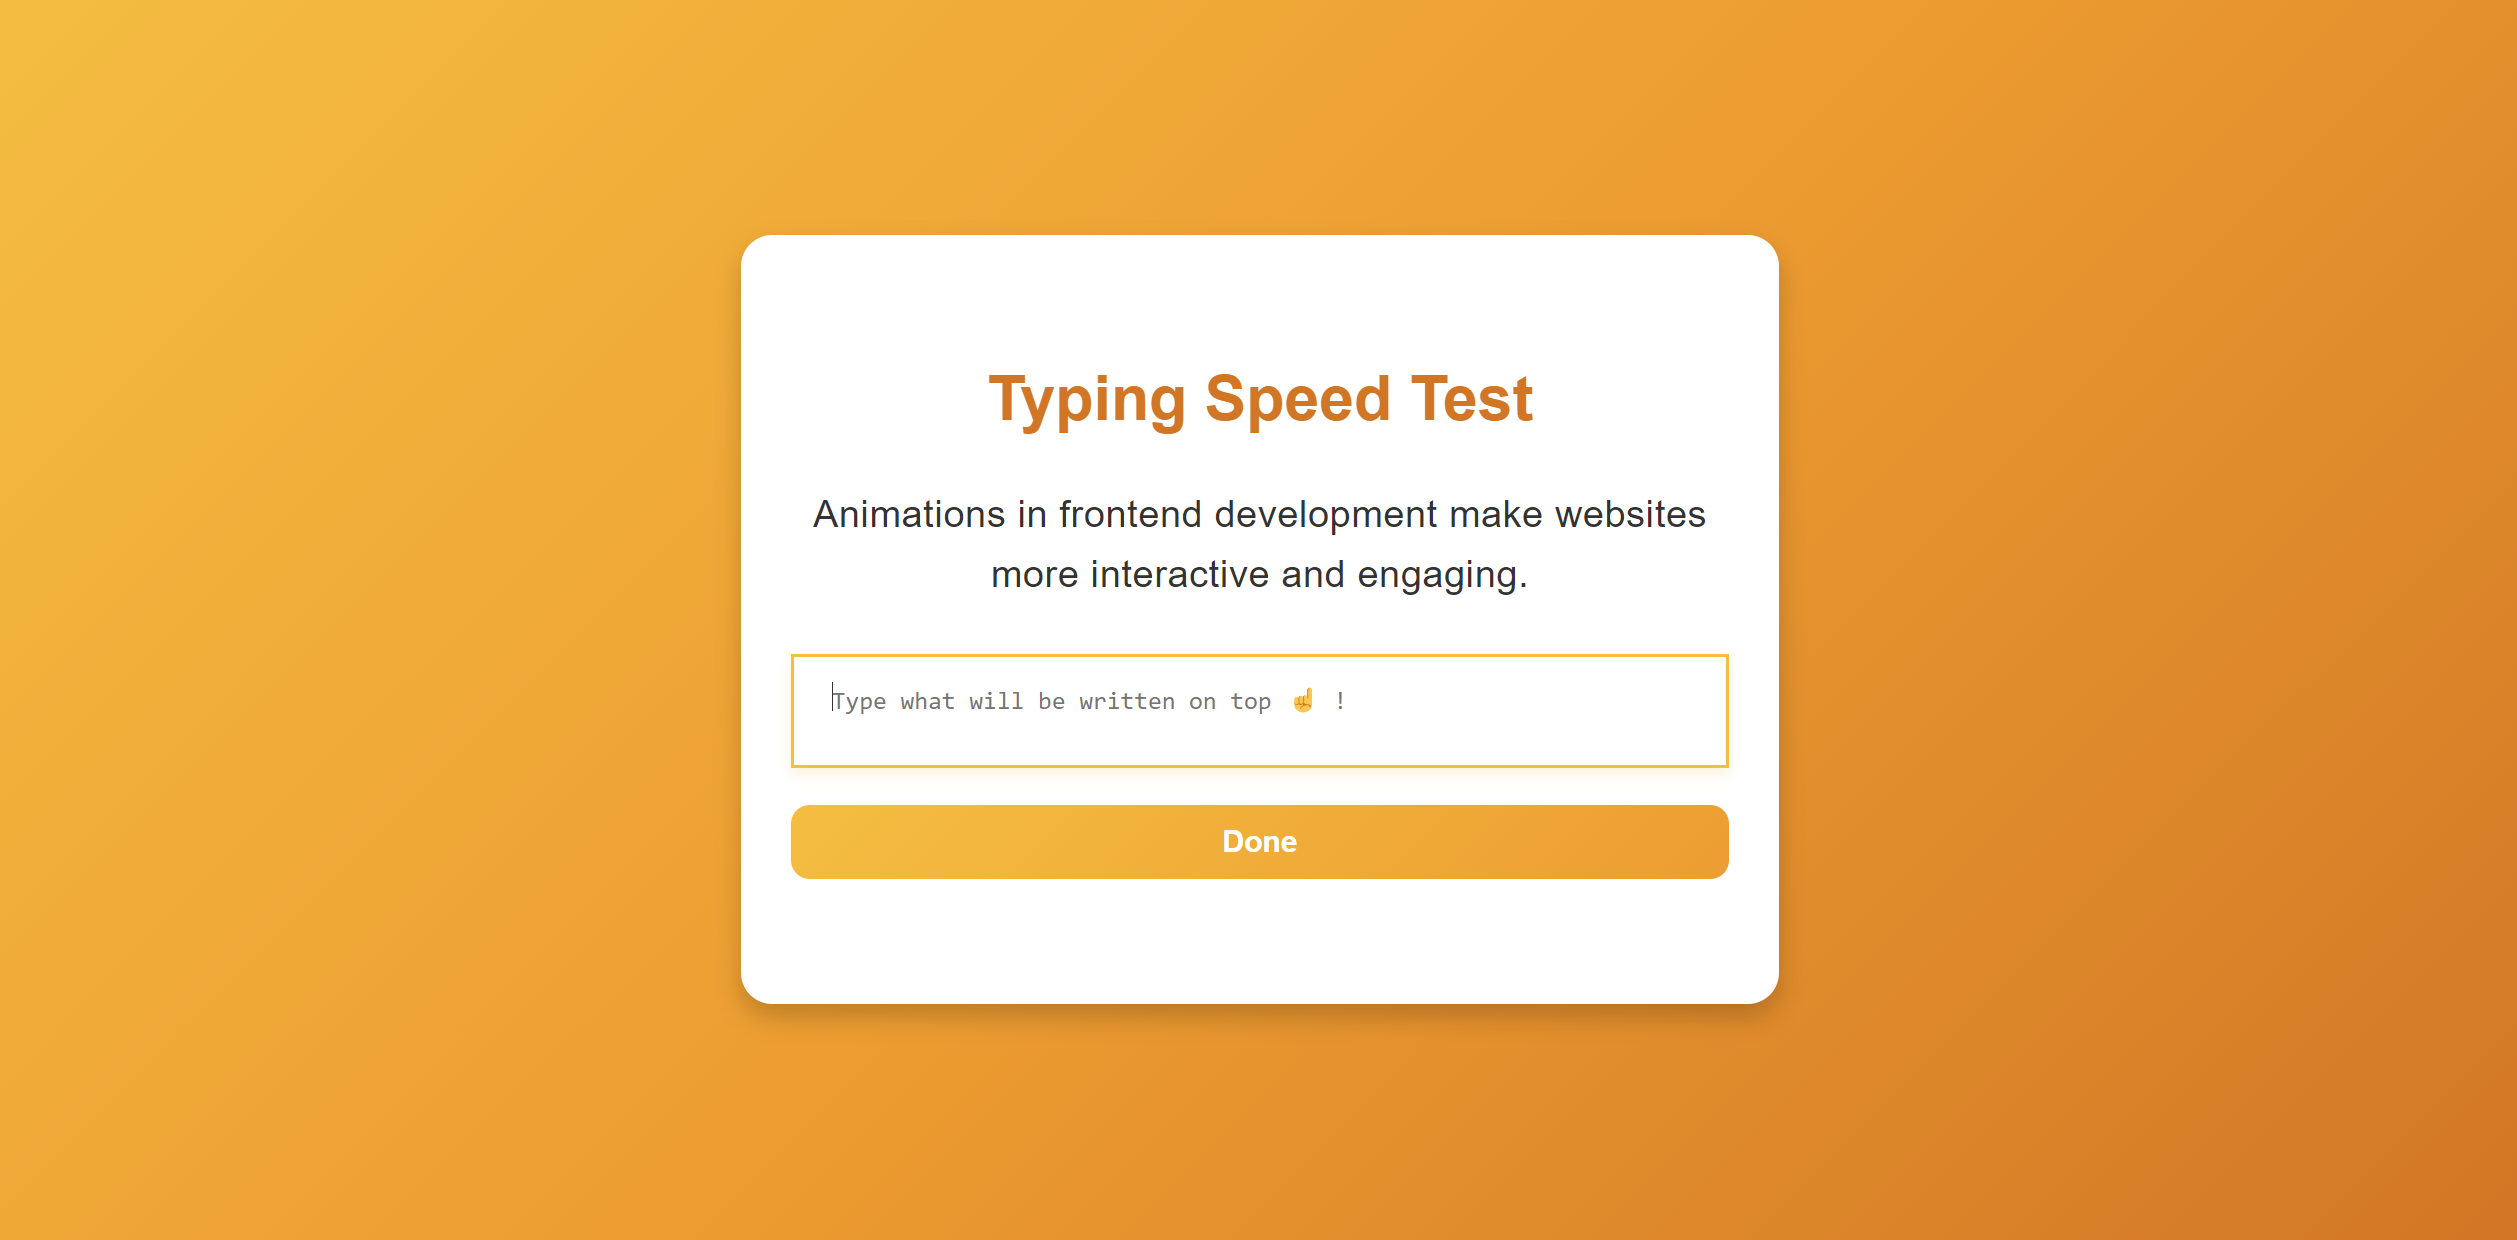 Typing Speed Test
Animations in frontend development make websites
more interactive and engaging.
Type what will be written on top ☝ !
Done